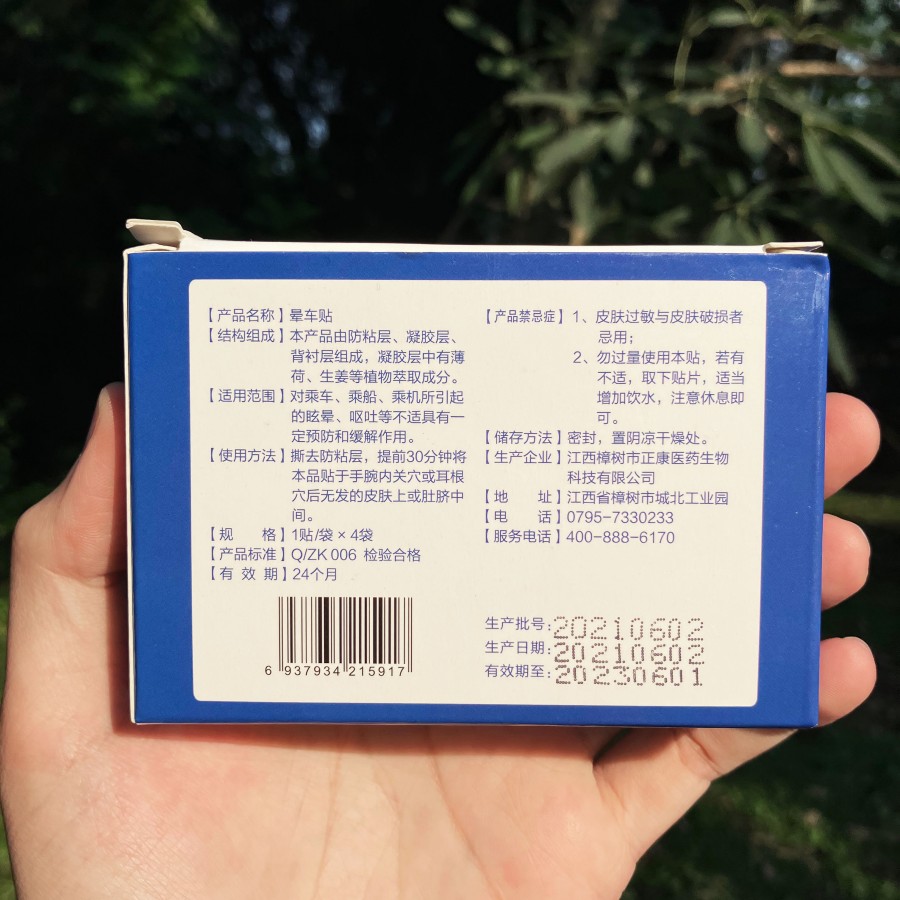 【产品名称】晕车贴
【结构组成】本产品由防粘层、凝胶层、
背衬层组成，凝胶层中有薄
荷、生姜等植物萃取成分。
【适用范围】对乘车、乘船、乘机所引起
的眩晕、呕吐等不适具有一
定预防和缓解作用。
【使用方法】撕去防粘层，提前30分钟将
本品贴于手腕内关穴或耳根
穴后无发的皮肤上或肚脐中
间。
【规 格】1贴/袋×4袋
【产品标准】Q/ZK 006 检验合格
【有 效 期】24个月
6 937934 215917
【产品禁忌症】1、皮肤过敏与皮肤破损者
忌用；
2、勿过量使用本贴，若有
不适，取下贴片，适当
增加饮水，注意休息即
可。
【储存方法】密封，置阴凉干燥处。
【生产企业】江西樟树市正康医药生物
科技有限公司
【地 址】江西省樟树市城北工业园
【电 话】0795-7330233
【服务电话】400-888-6170
生产批号:20210602
生产日期:20210602
有效期至:20230601